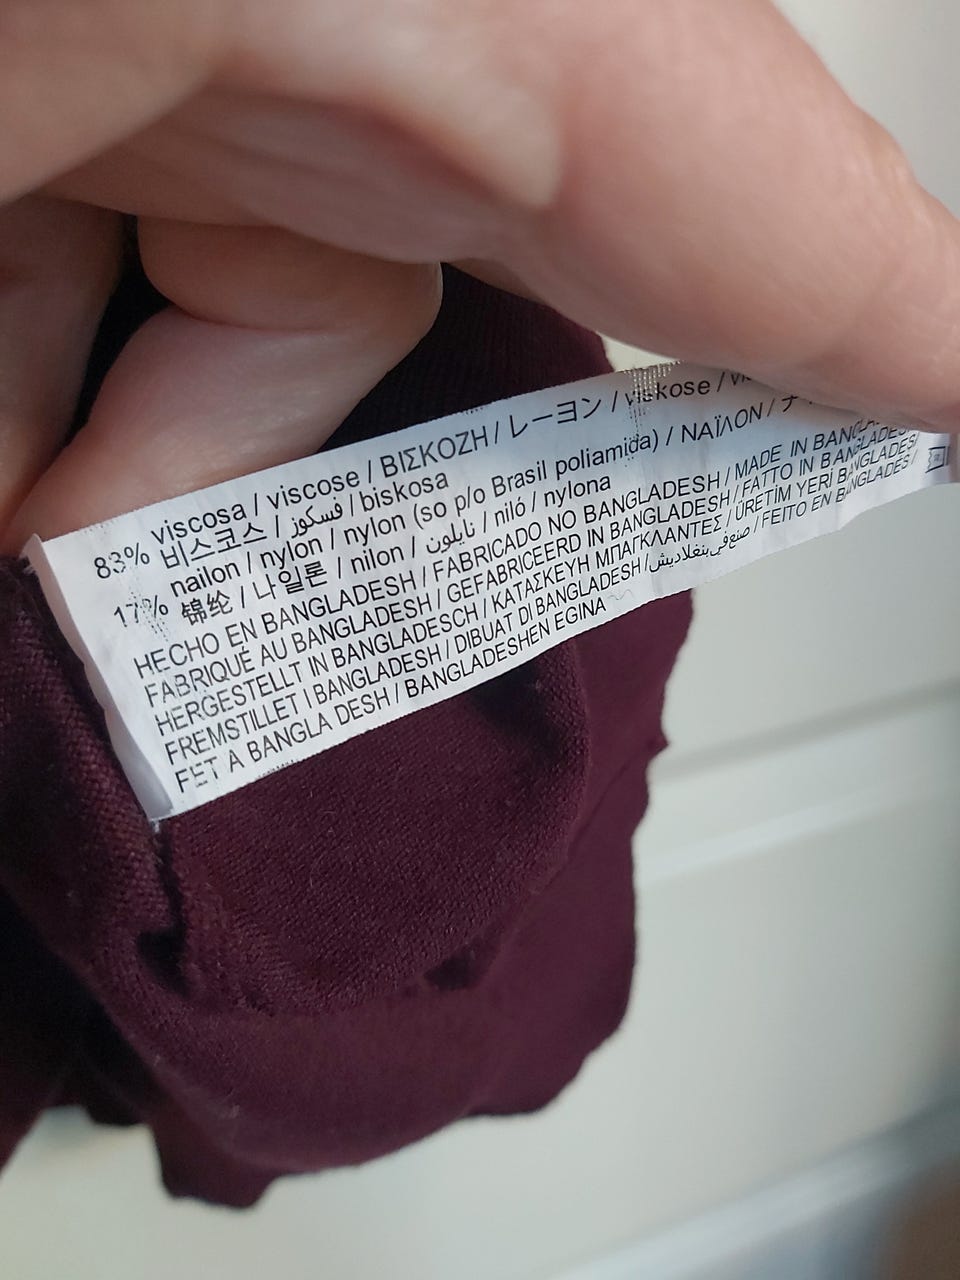 83% viscosa / viscose / ΒΙΣΚΟΖΗ / レーヨン / viskose /
비스코스 / فسكوز / biskosa
17% nailon / nylon / nylon (so p/o Brasil poliamida) / ΝΑΪΛΟΝ /
锦纶 / 나일론 / nilon / نايلون / niló / nylona
HECHO EN BANGLADESH / FABRICADO NO BANGLADESH / MADE IN
FABRIQUÉ AU BANGLADESH / GEFABRICEERD IN BANGLADESH / FATTO IN BANGLADESH/
HERGESTELLT IN BANGLADESCH / ΚΑΤΑΣΚΕΥΗ ΜΠΑΓΚΛΑΝΤΕΣ / ÜRETİM YERİ BANGLADEŞ/
FREMSTILLET I BANGLADESH / DIBUAT DI BANGLADESH /صنع في بنغلاديش / FEITO EN BANGLADES /
FET A BANGLA DESH / BANGLADESHEN EGINA